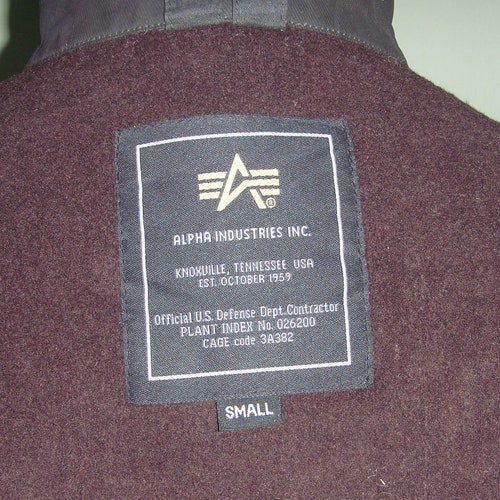 ALPHA INDUSTRIES INC.
KNOXVILLE, TENNESSEE USA
EST. OCTOBER 1959
Official U.S. Defense Dept. Contractor
PLANT INDEX No. 026200
CAGE code 3A382
SMALL